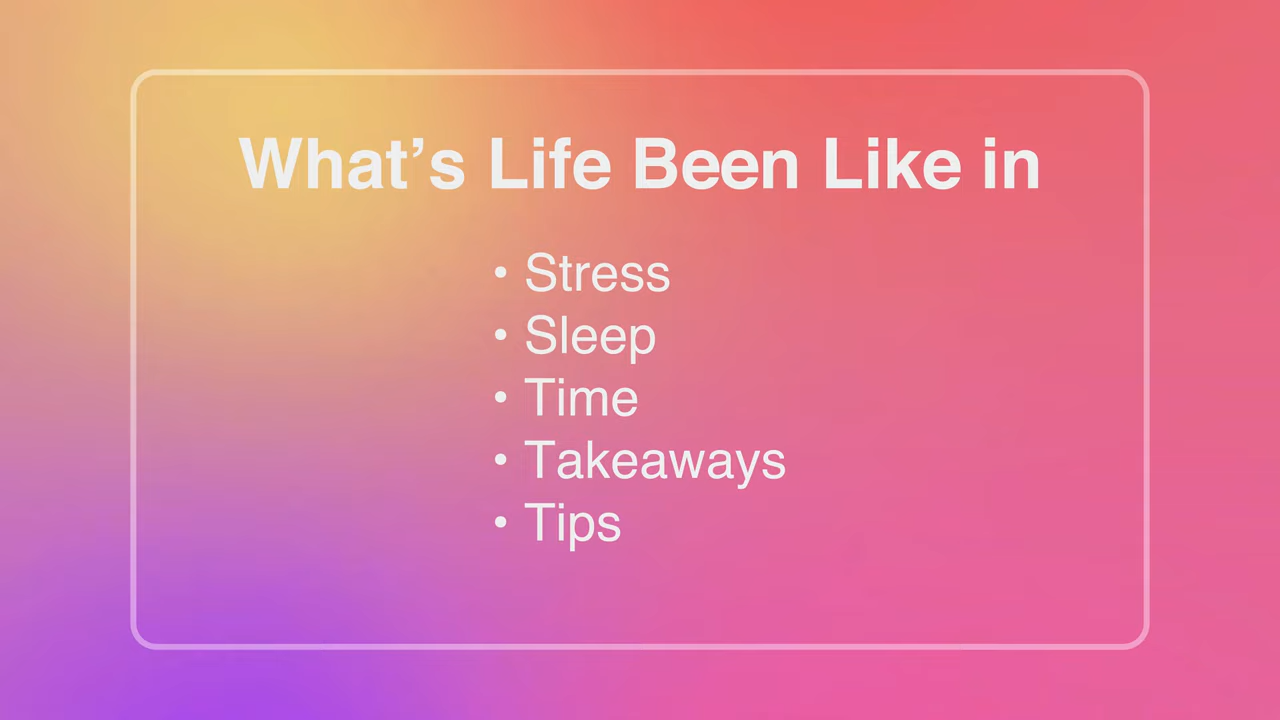 What’s Life Been Like in
• Stress
• Sleep
• Time
• Takeaways
• Tips